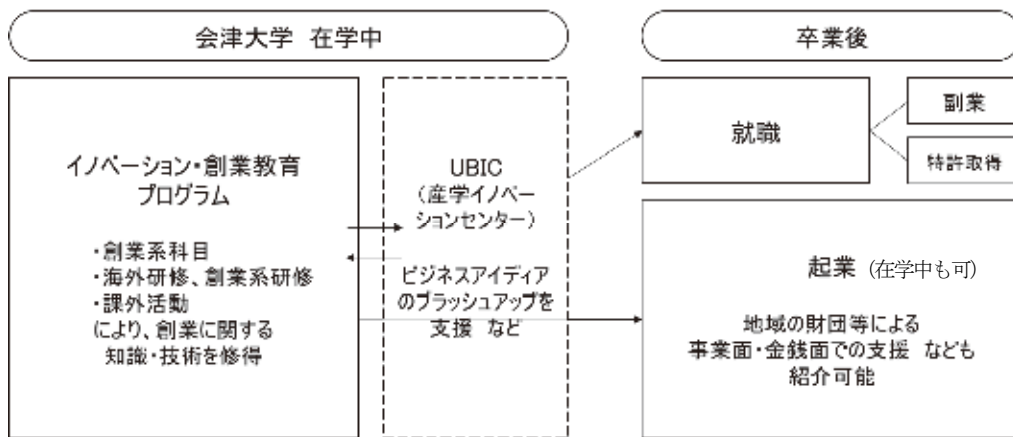 会津大学 在学中
卒業後
イノベーション・創業教育
プログラム
・創業系科目
・海外研修、創業系研修
・課外活動
により、創業に関する
知識・技術を修得
UBIC
(産学イノベー
ションセンター)
ビジネスアイディア
のブラッシュアップを
支援 など
就職
副業
特許取得
起業 (在学中も可)
地域の財団等による
事業面・金銭面での支援 なども
紹介可能